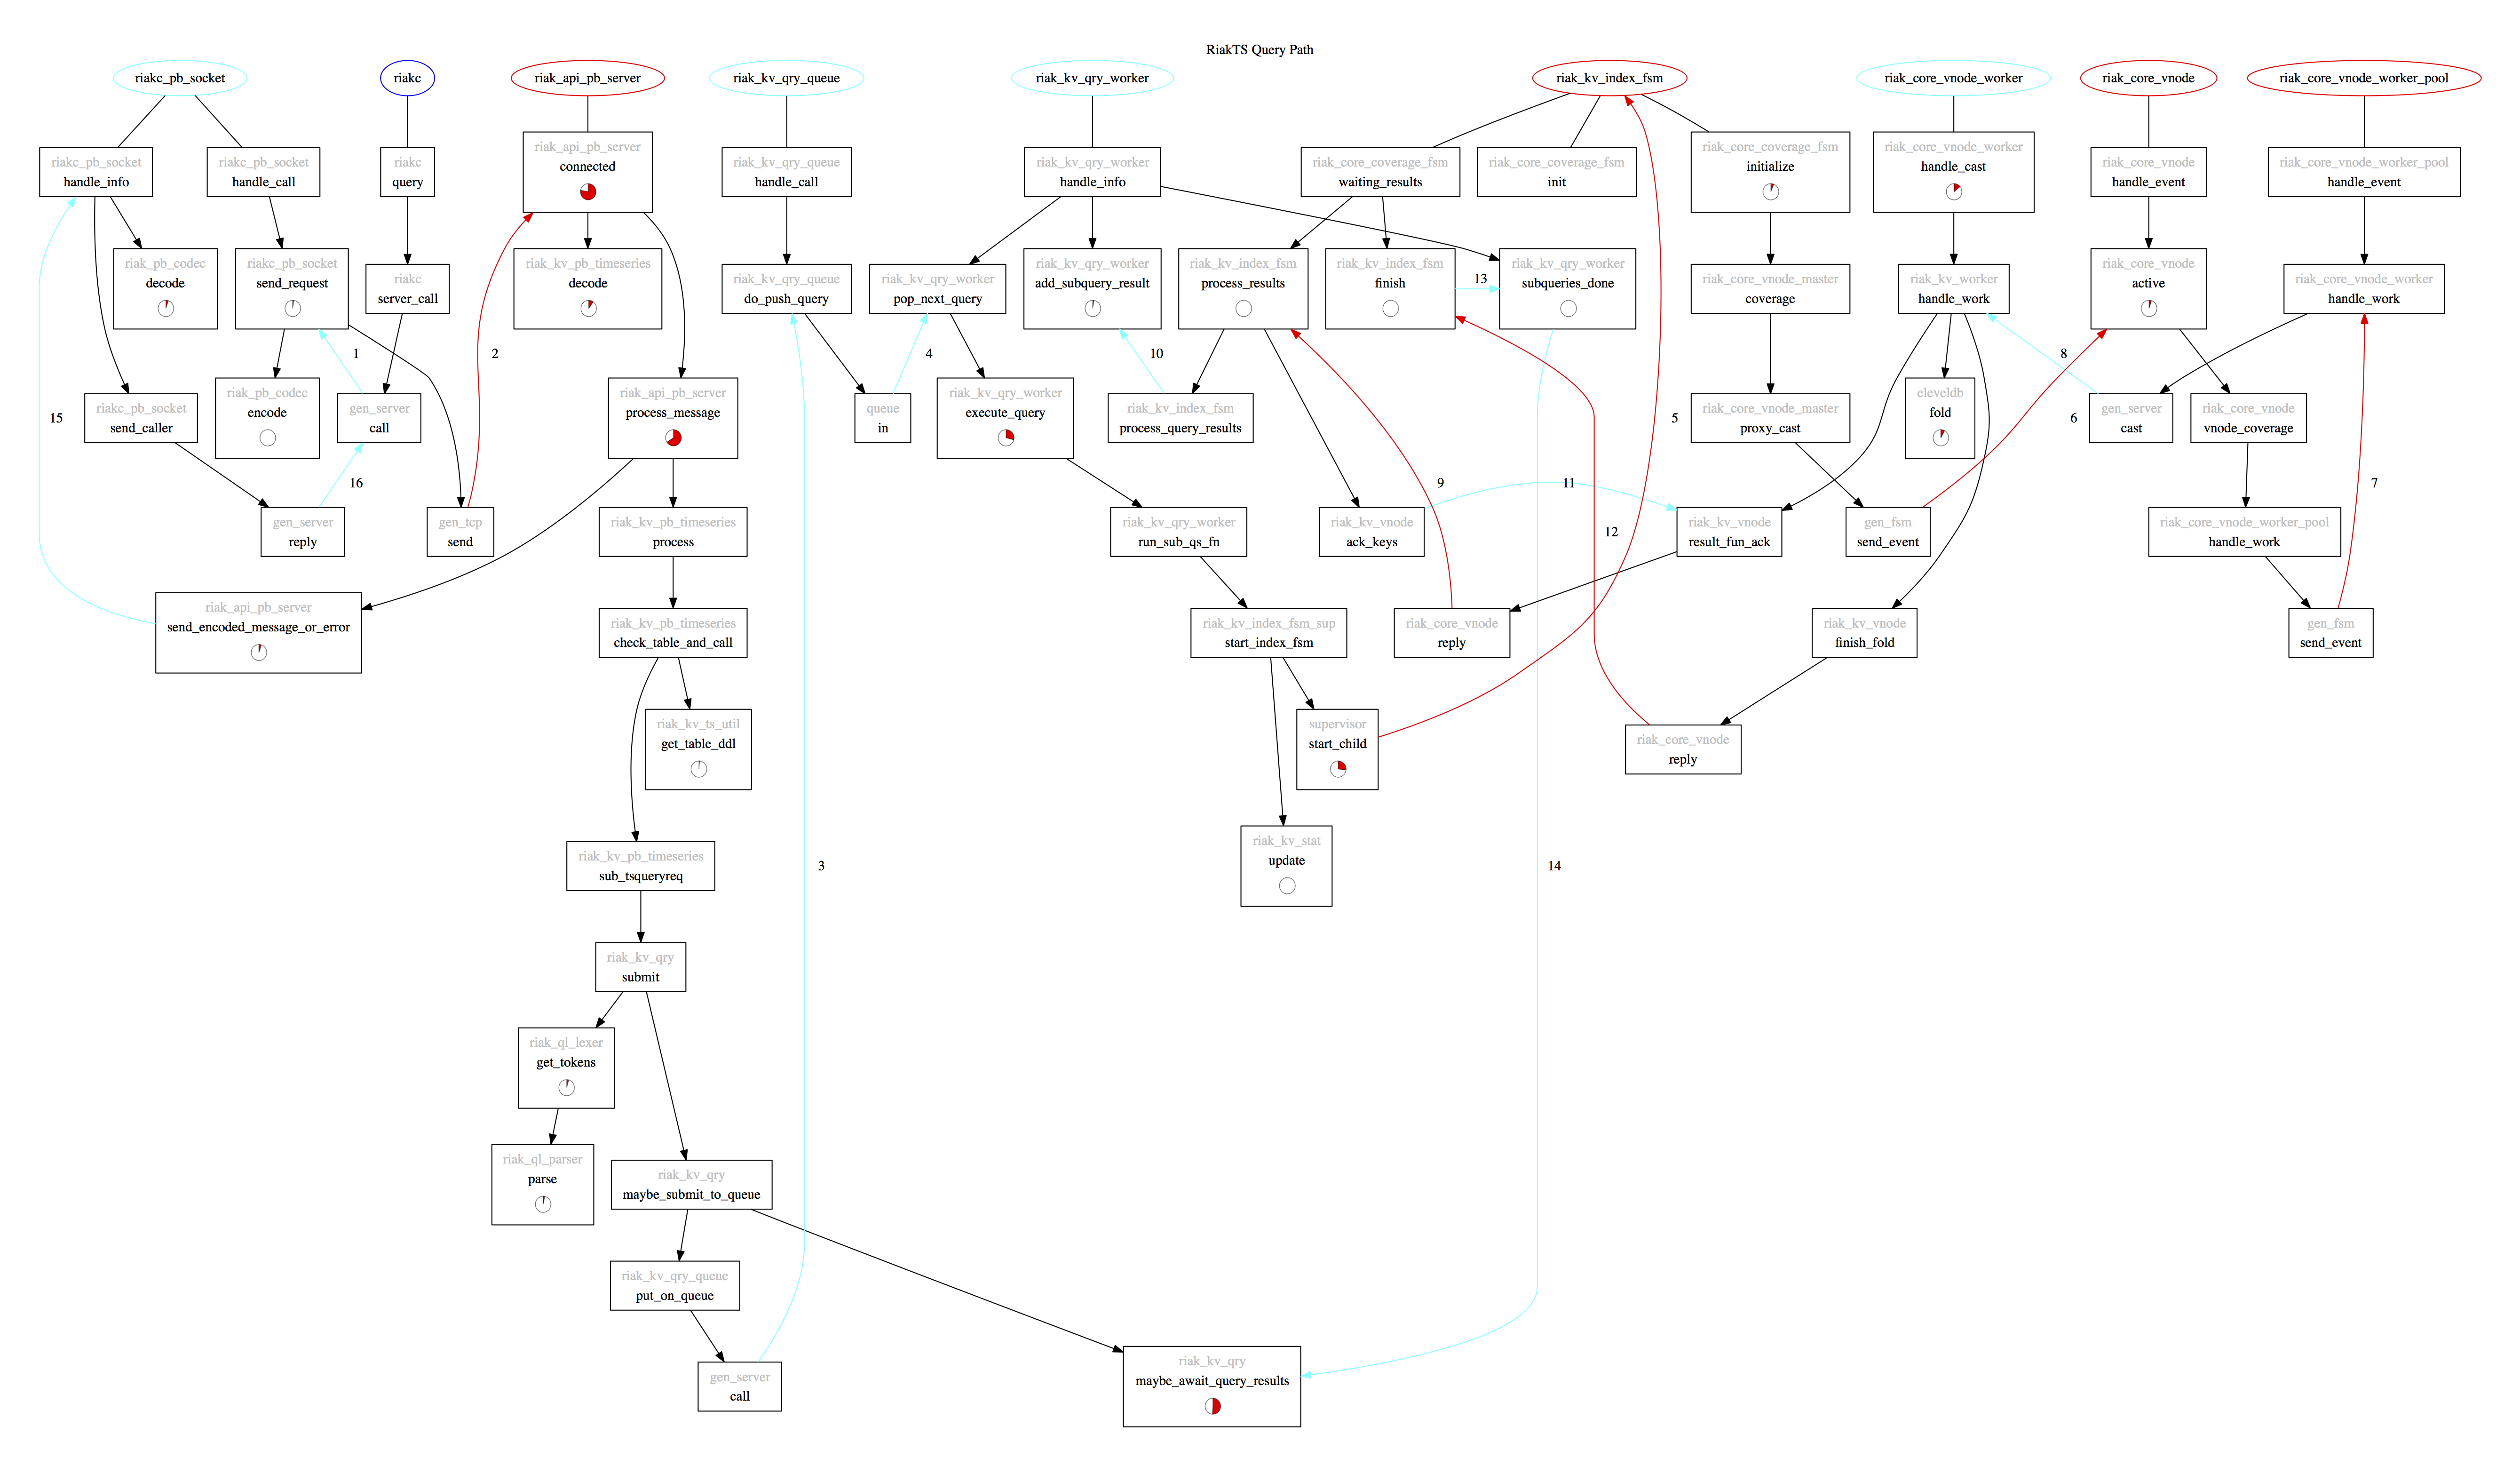 RiakTS Query Path
riakc_pb_socket
riakc
riak_api_pb_server
riak_kv_qry_queue
riak_kv_qry_worker
riak_kv_index_fsm
riak_core_vnode_worker
riak_core_vnode
riak_core_vnode_worker_pool
riakc_pb_socket
handle_info
riakc_pb_socket
handle_call
riakc
query
riak_api_pb_server
connected
riak_kv_qry_queue
handle_call
riak_kv_qry_worker
handle_info
riak_core_coverage_fsm
waiting_results
riak_core_coverage_fsm
init
riak_core_coverage_fsm
initialize
riak_core_vnode_worker
handle_cast
riak_core_vnode
handle_event
riak_core_vnode_worker_pool
handle_event
riak_pb_codec
decode
riakc_pb_socket
send_request
riakc
server_call
riak_kv_pb_timeseries
decode
riak_kv_qry_queue
do_push_query
riak_kv_qry_worker
pop_next_query
riak_kv_qry_worker
add_subquery_result
riak_kv_index_fsm
process_results
riak_kv_index_fsm
finish
13
riak_kv_qry_worker
subqueries_done
riak_core_vnode_master
coverage
riak_kv_worker
handle_work
riak_core_vnode
active
riak_core_vnode_worker
handle_work
1
2
4
10
8
15
riakc_pb_socket
send_caller
riak_pb_codec
encode
gen_server
call
riak_api_pb_server
process_message
queue
in
riak_kv_qry_worker
execute_query
riak_kv_index_fsm
process_query_results
5
riak_core_vnode_master
proxy_cast
eleveldb
fold
6
gen_server
cast
riak_core_vnode
vnode_coverage
16
9
11
7
gen_server
reply
gen_tcp
send
riak_kv_pb_timeseries
process
riak_kv_qry_worker
run_sub_qs_fn
riak_kv_vnode
ack_keys
12
riak_kv_vnode
result_fun_ack
gen_fsm
send_event
riak_core_vnode_worker_pool
handle_work
riak_api_pb_server
send_encoded_message_or_error
riak_kv_pb_timeseries
check_table_and_call
riak_kv_index_fsm_sup
start_index_fsm
riak_core_vnode
reply
riak_kv_vnode
finish_fold
gen_fsm
send_event
riak_kv_ts_util
get_table_ddl
supervisor
start_child
riak_core_vnode
reply
riak_kv_pb_timeseries
sub_tsqueryreq
3
riak_kv_stat
update
14
riak_kv_qry
submit
riak_ql_lexer
get_tokens
riak_ql_parser
parse
riak_kv_qry
maybe_submit_to_queue
riak_kv_qry_queue
put_on_queue
gen_server
call
riak_kv_qry
maybe_await_query_results